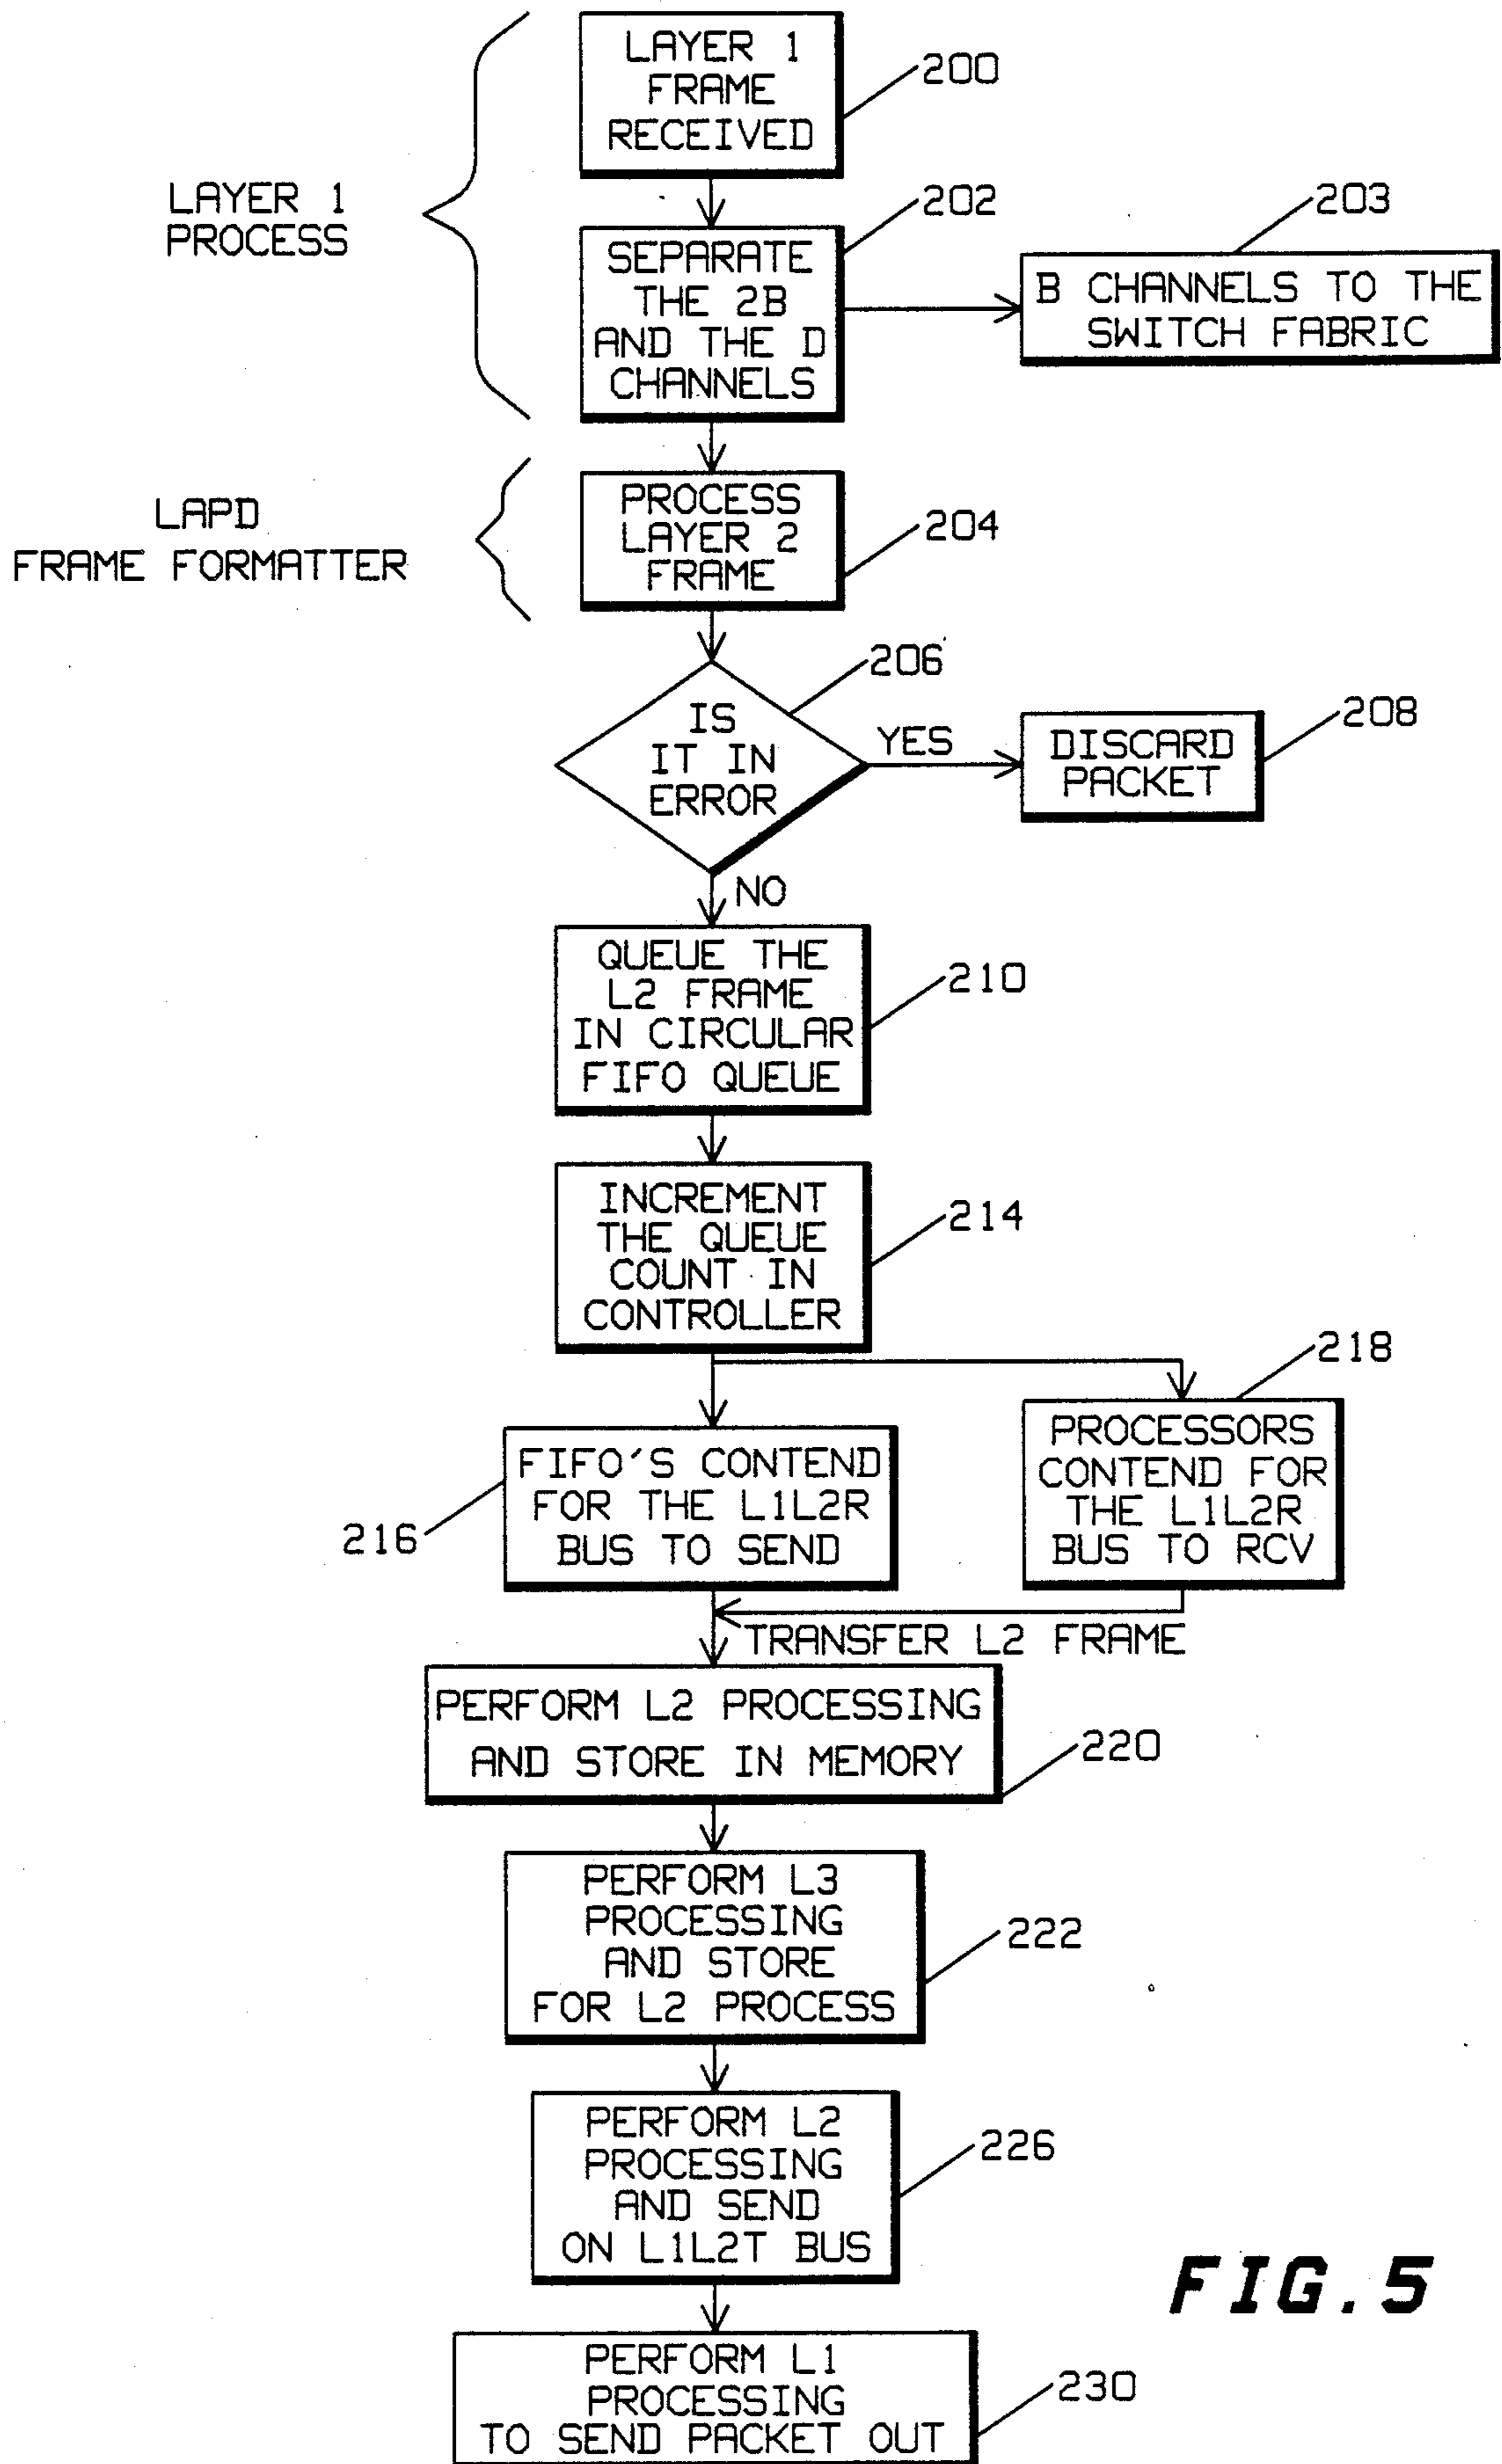 LAYER 1
FRAME
RECEIVED
200
LAYER 1
PROCESS
202
SEPARATE
THE 2B
AND THE D
CHANNELS
203
B CHANNELS TO THE
SWITCH FABRIC
LAPD
FRAME FORMATTER
PROCESS
LAYER 2
FRAME
204
206
IS
IT IN
ERROR
YES
208
DISCARD
PACKET
NO
QUEUE THE
L2 FRAME
IN CIRCULAR
FIFO QUEUE
210
INCREMENT
THE QUEUE
COUNT IN
CONTROLLER
214
216
FIFO'S CONTEND
FOR THE L1L2R
BUS TO SEND
218
PROCESSORS
CONTEND FOR
THE L1L2R
BUS TO RCV
TRANSFER L2 FRAME
PERFORM L2 PROCESSING
AND STORE IN MEMORY
220
PERFORM L3
PROCESSING
AND STORE
FOR L2 PROCESS
222
PERFORM L2
PROCESSING
AND SEND
ON L1L2T BUS
226
PERFORM L1
PROCESSING
TO SEND PACKET OUT
230
FIG. 5